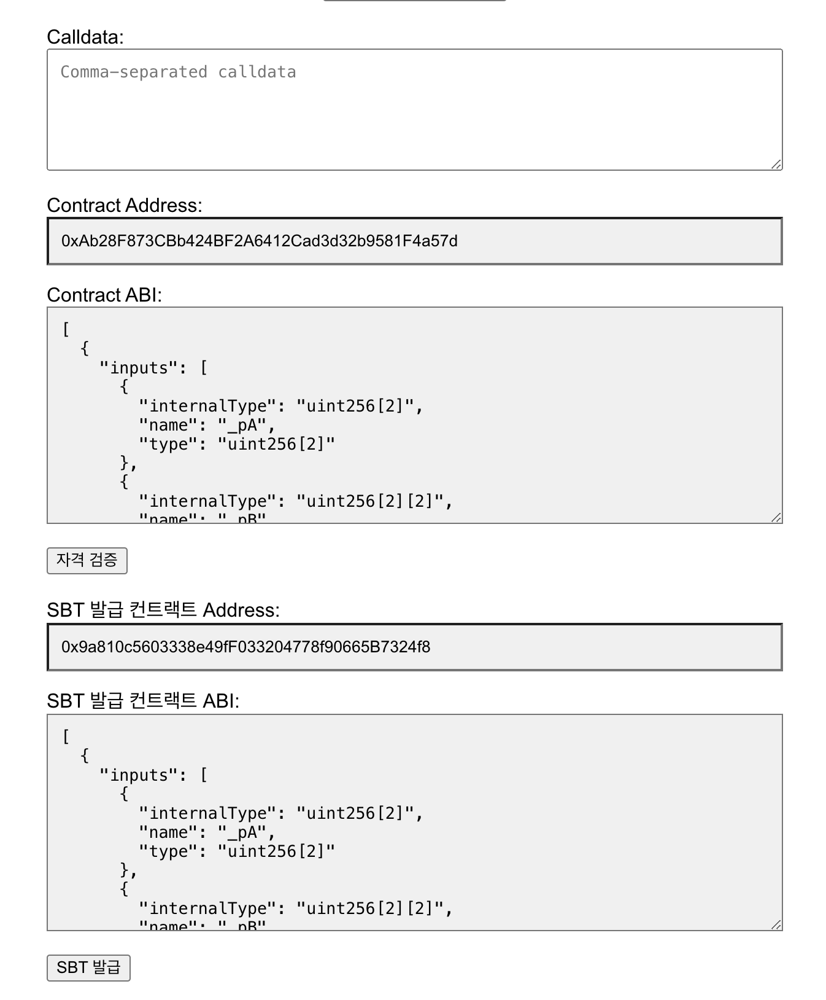 Calldata:
Comma-separated calldata
Contract Address:
0xAb28F873CBb424BF2A6412Cad3d32b9581F4a57d
Contract ABI:
[
  {
    "inputs": [
      {
        "internalType": "uint256[2]",
        "name": "_pA",
        "type": "uint256[2]"
      },
      {
        "internalType": "uint256[2][2]",
        "name": "_pB"
자격 검증
SBT 발급 컨트랙트 Address:
0x9a810c5603338e49fF033204778f90665B7324f8
SBT 발급 컨트랙트 ABI:
[
  {
    "inputs": [
      {
        "internalType": "uint256[2]",
        "name": "_pA",
        "type": "uint256[2]"
      },
      {
        "internalType": "uint256[2][2]",
        "name": "_pB"
SBT 발급